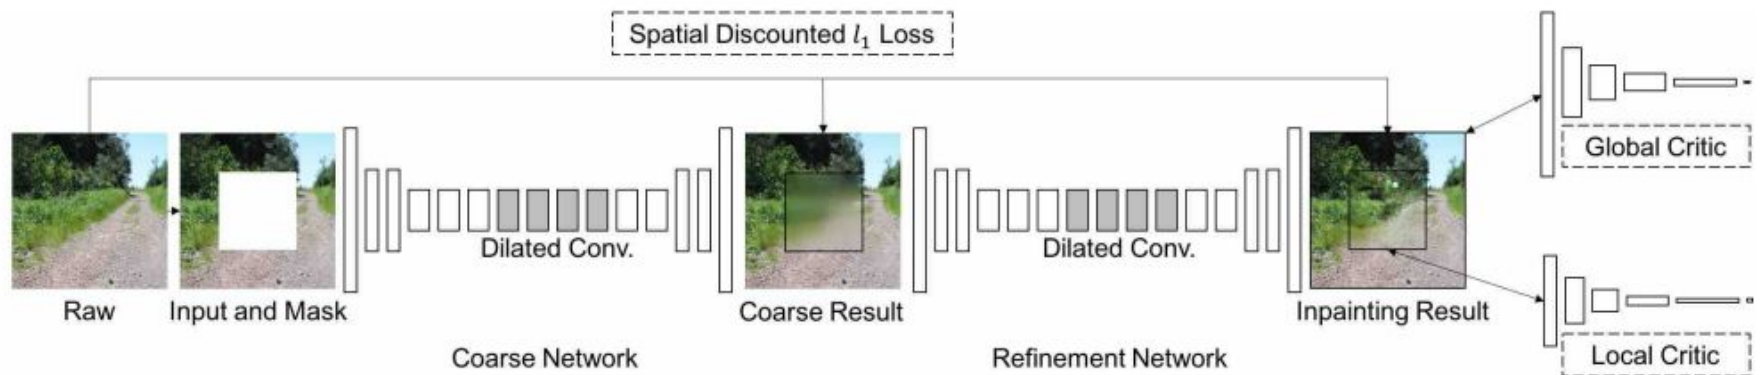 Spatial Discounted l₁ Loss
Global Critic
Dilated Conv.
Dilated Conv.
Raw
Input and Mask
Coarse Result
Inpainting Result
Coarse Network
Refinement Network
Local Critic